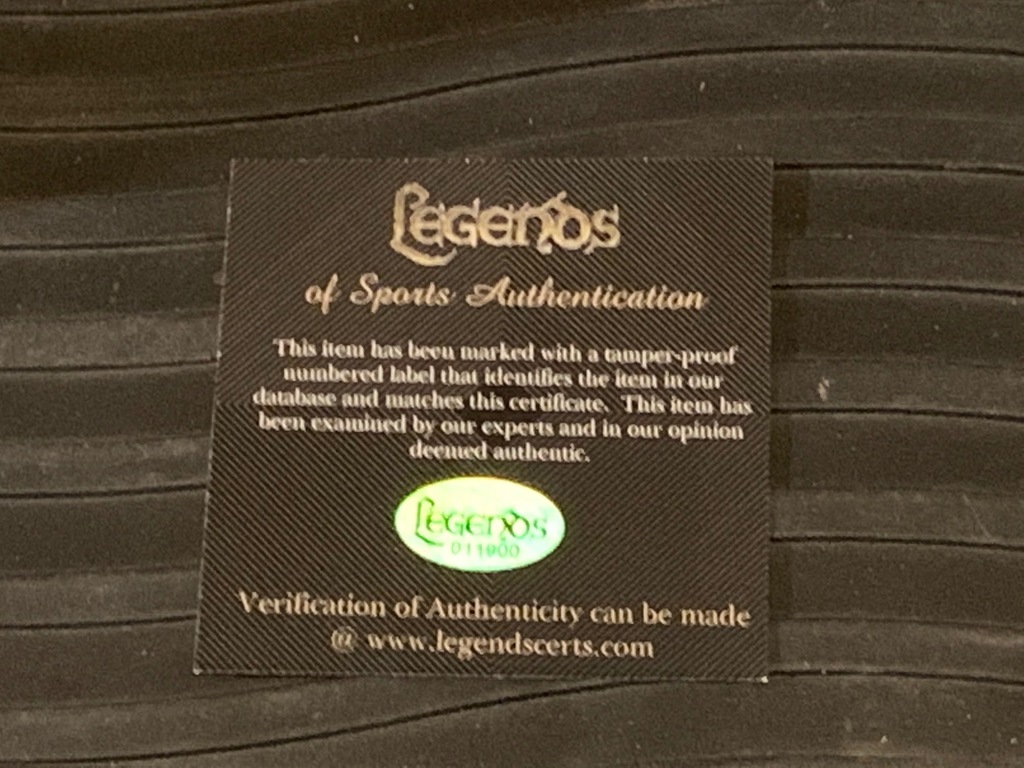 LEGENDS
of Sports Authentication
This item has been marked with a tamper-proof
numbered label that identifies the item in our
database and matches this certificate. This item has
been examined by our experts and in our opinion
deemed authentic.
LEGENDS
011900
Verification of Authenticity can be made
@ www.legendscerts.com